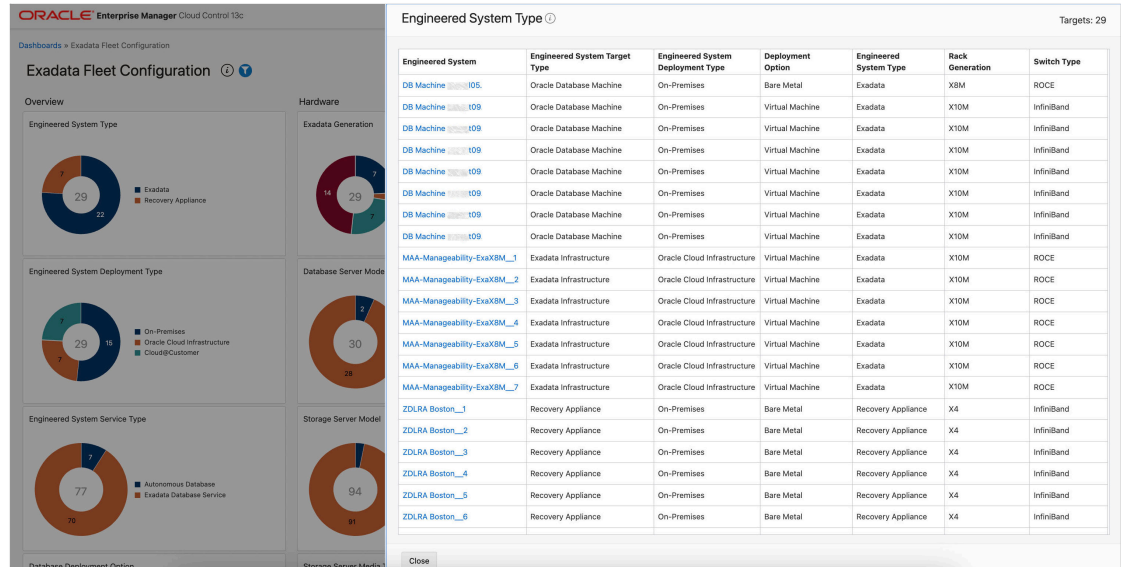 ORACLE Enterprise Manager Cloud Control 13c
Dashboards » Exadata Fleet Configuration
Exadata Fleet Configuration
Overview
Engineered System Type
7
29
22
Exadata
Recovery Appliance
Engineered System Deployment Type
7
29
15
7
On-Premises
Oracle Cloud Infrastructure
Cloud@Customer
Engineered System Service Type
7
77
70
Autonomous Database
Exadata Database Service
Database Deployment Option
Hardware
Exadata Generation
7
14
29
7
Database Server Mode
2
30
28
Storage Server Model
94
91
Storage Server Media
Engineered System Type
Targets: 29
Engineered System Engineered System Target Type Engineered System Deployment Type Deployment Option Engineered System Type Rack Generation Switch Type
DB Machine l05. Oracle Database Machine On-Premises Bare Metal Exadata X8M ROCE
DB Machine t09 Oracle Database Machine On-Premises Virtual Machine Exadata X10M InfiniBand
DB Machine t09 Oracle Database Machine On-Premises Virtual Machine Exadata X10M InfiniBand
DB Machine t09 Oracle Database Machine On-Premises Virtual Machine Exadata X10M InfiniBand
DB Machine t09 Oracle Database Machine On-Premises Virtual Machine Exadata X10M InfiniBand
DB Machine t09 Oracle Database Machine On-Premises Virtual Machine Exadata X10M InfiniBand
DB Machine t09 Oracle Database Machine On-Premises Virtual Machine Exadata X10M InfiniBand
DB Machine t09 Oracle Database Machine On-Premises Virtual Machine Exadata X10M InfiniBand
MAA-Manageability-ExaX8M__1 Exadata Infrastructure Oracle Cloud Infrastructure Virtual Machine Exadata X10M ROCE
MAA-Manageability-ExaX8M__2 Exadata Infrastructure Oracle Cloud Infrastructure Virtual Machine Exadata X10M ROCE
MAA-Manageability-ExaX8M__3 Exadata Infrastructure Oracle Cloud Infrastructure Virtual Machine Exadata X10M ROCE
MAA-Manageability-ExaX8M__4 Exadata Infrastructure Oracle Cloud Infrastructure Virtual Machine Exadata X10M ROCE
MAA-Manageability-ExaX8M__5 Exadata Infrastructure Oracle Cloud Infrastructure Virtual Machine Exadata X10M ROCE
MAA-Manageability-ExaX8M__6 Exadata Infrastructure Oracle Cloud Infrastructure Virtual Machine Exadata X10M ROCE
MAA-Manageability-ExaX8M__7 Exadata Infrastructure Oracle Cloud Infrastructure Virtual Machine Exadata X10M ROCE
ZDLRA Boston__1 Recovery Appliance On-Premises Bare Metal Recovery Appliance X4 InfiniBand
ZDLRA Boston__2 Recovery Appliance On-Premises Bare Metal Recovery Appliance X4 InfiniBand
ZDLRA Boston__3 Recovery Appliance On-Premises Bare Metal Recovery Appliance X4 InfiniBand
ZDLRA Boston__4 Recovery Appliance On-Premises Bare Metal Recovery Appliance X4 InfiniBand
ZDLRA Boston__5 Recovery Appliance On-Premises Bare Metal Recovery Appliance X4 InfiniBand
ZDLRA Boston__6 Recovery Appliance On-Premises Bare Metal Recovery Appliance X4 InfiniBand
Close